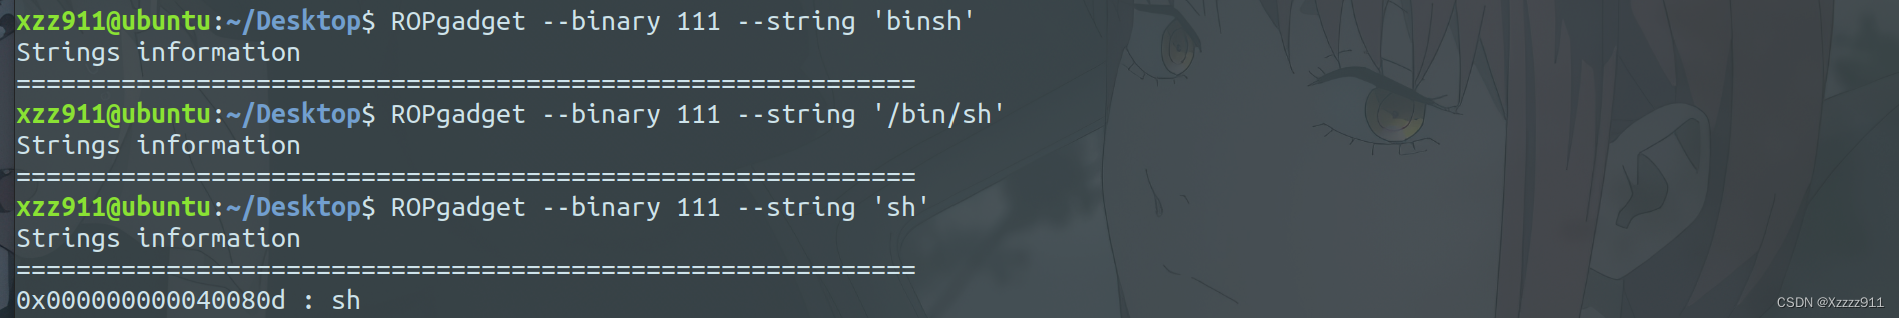 xzz911@ubuntu:~/Desktop$ ROPgadget --binary 111 --string 'binsh'
Strings information
============================================================
xzz911@ubuntu:~/Desktop$ ROPgadget --binary 111 --string '/bin/sh'
Strings information
============================================================
xzz911@ubuntu:~/Desktop$ ROPgadget --binary 111 --string 'sh'
Strings information
============================================================
0x000000000040080d : sh
CSDN @Xzzzz911